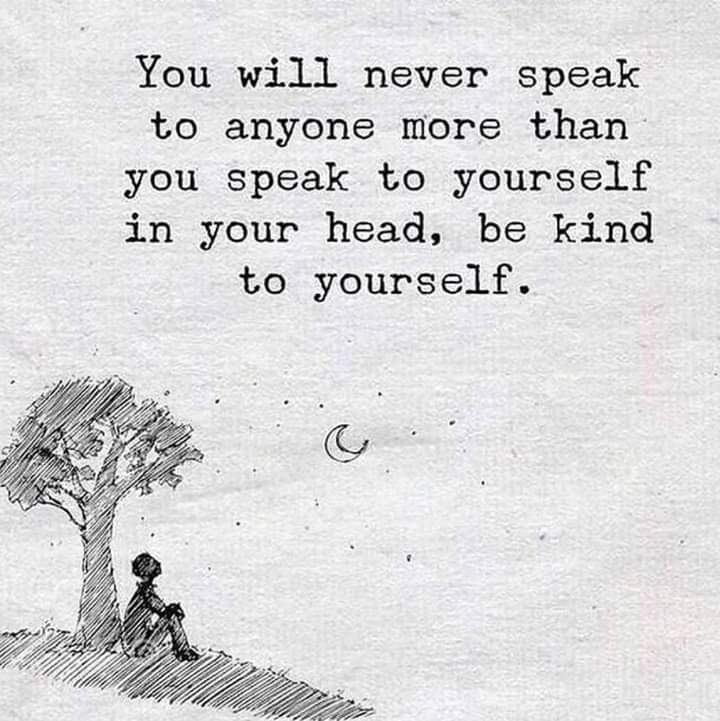 You will never speak
to anyone more than
you speak to yourself
in your head, be kind
to yourself.